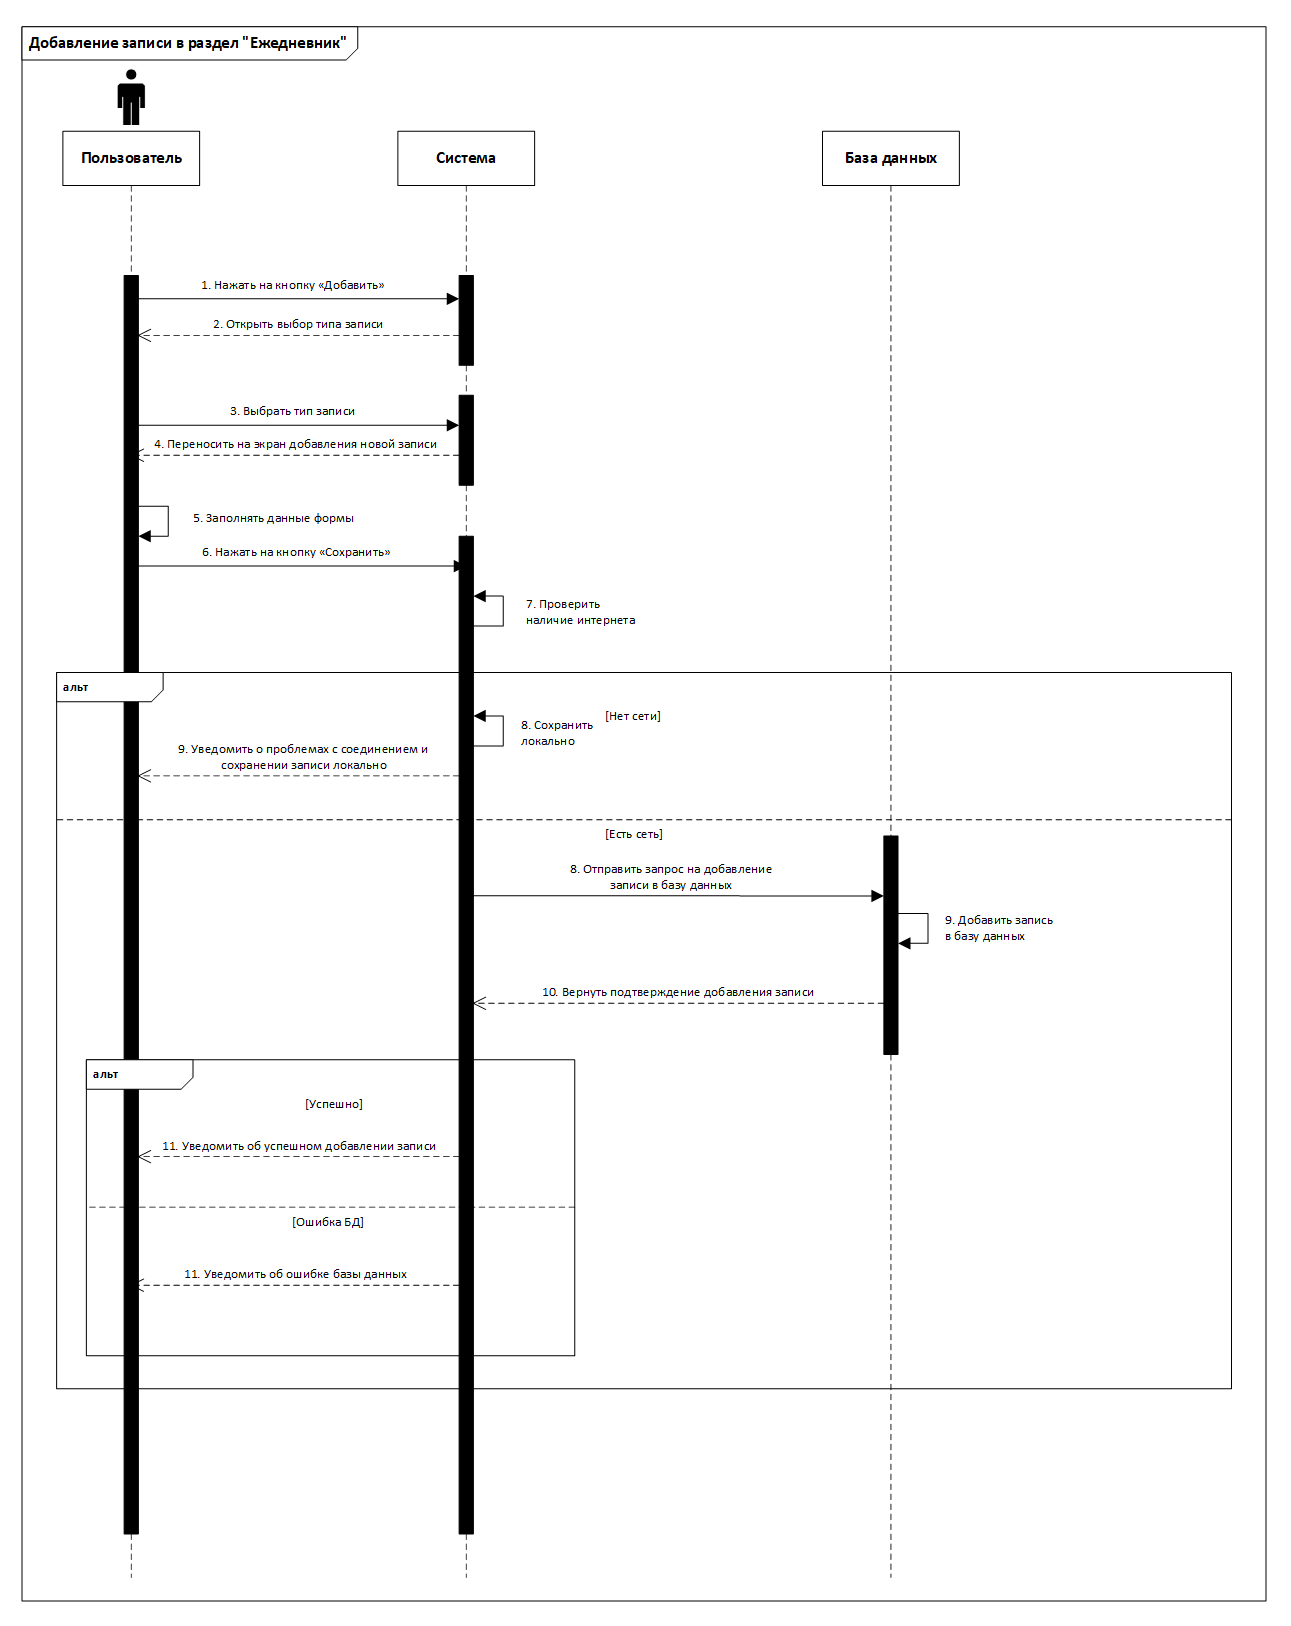 Добавление записи в раздел "Ежедневник"
Пользователь
Система
База данных
1. Нажать на кнопку «Добавить»
2. Открыть выбор типа записи
3. Выбрать тип записи
4. Переносить на экран добавления новой записи
5. Заполнять данные формы
6. Нажать на кнопку «Сохранить»
7. Проверить
наличие интернета
альт
[Нет сети]
8. Сохранить
локально
9. Уведомить о проблемах с соединением и
сохранении записи локально
[Есть сеть]
8. Отправить запрос на добавление
записи в базу данных
9. Добавить запись
в базу данных
10. Вернуть подтверждение добавления записи
альт
[Успешно]
11. Уведомить об успешном добавлении записи
[Ошибка БД]
11. Уведомить об ошибке базы данных